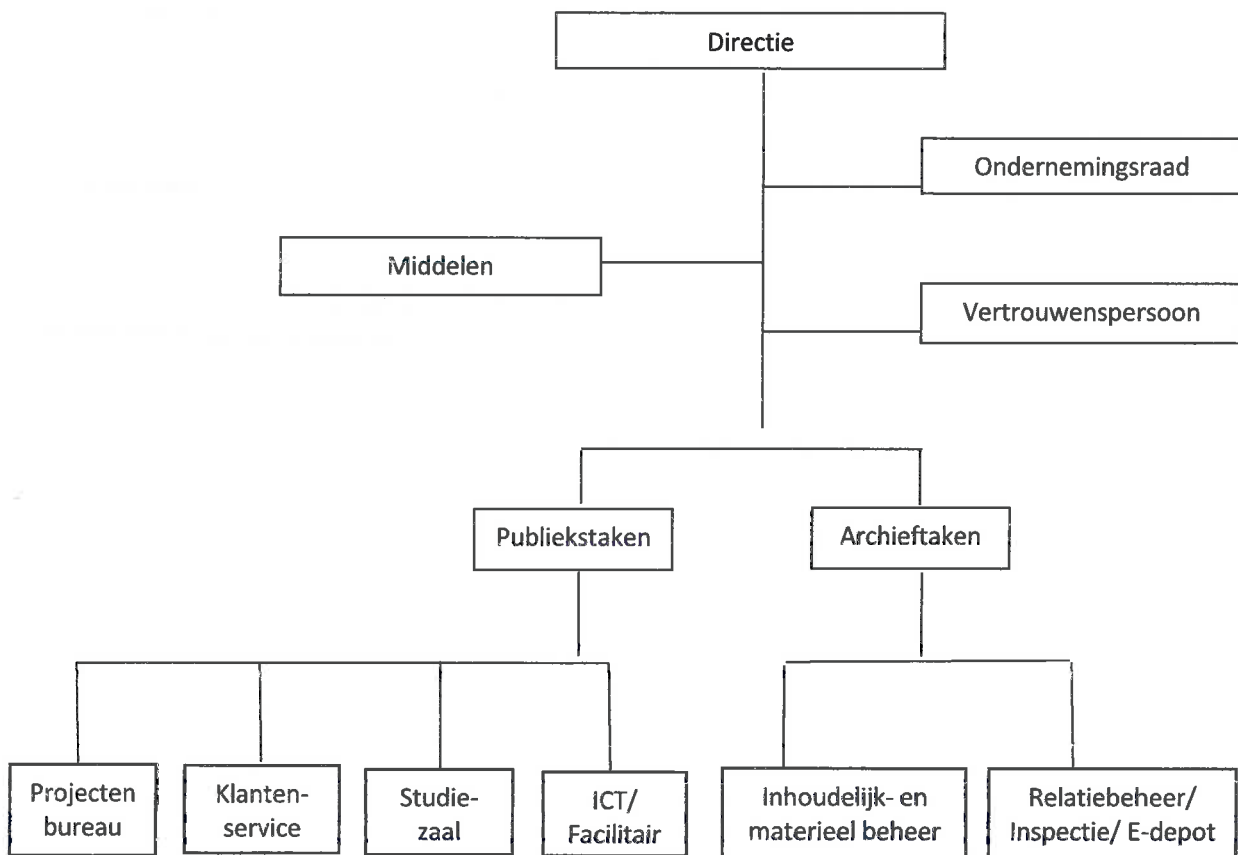 Directie
Ondernemingsraad
Middelen
Vertrouwenspersoon
Publiekstaken
Archieftaken
Projecten
bureau
Klanten-
service
Studie-
zaal
ICT/
Facilitair
Inhoudelijk- en
materieel beheer
Relatiebeheer/
Inspectie/ E-depot